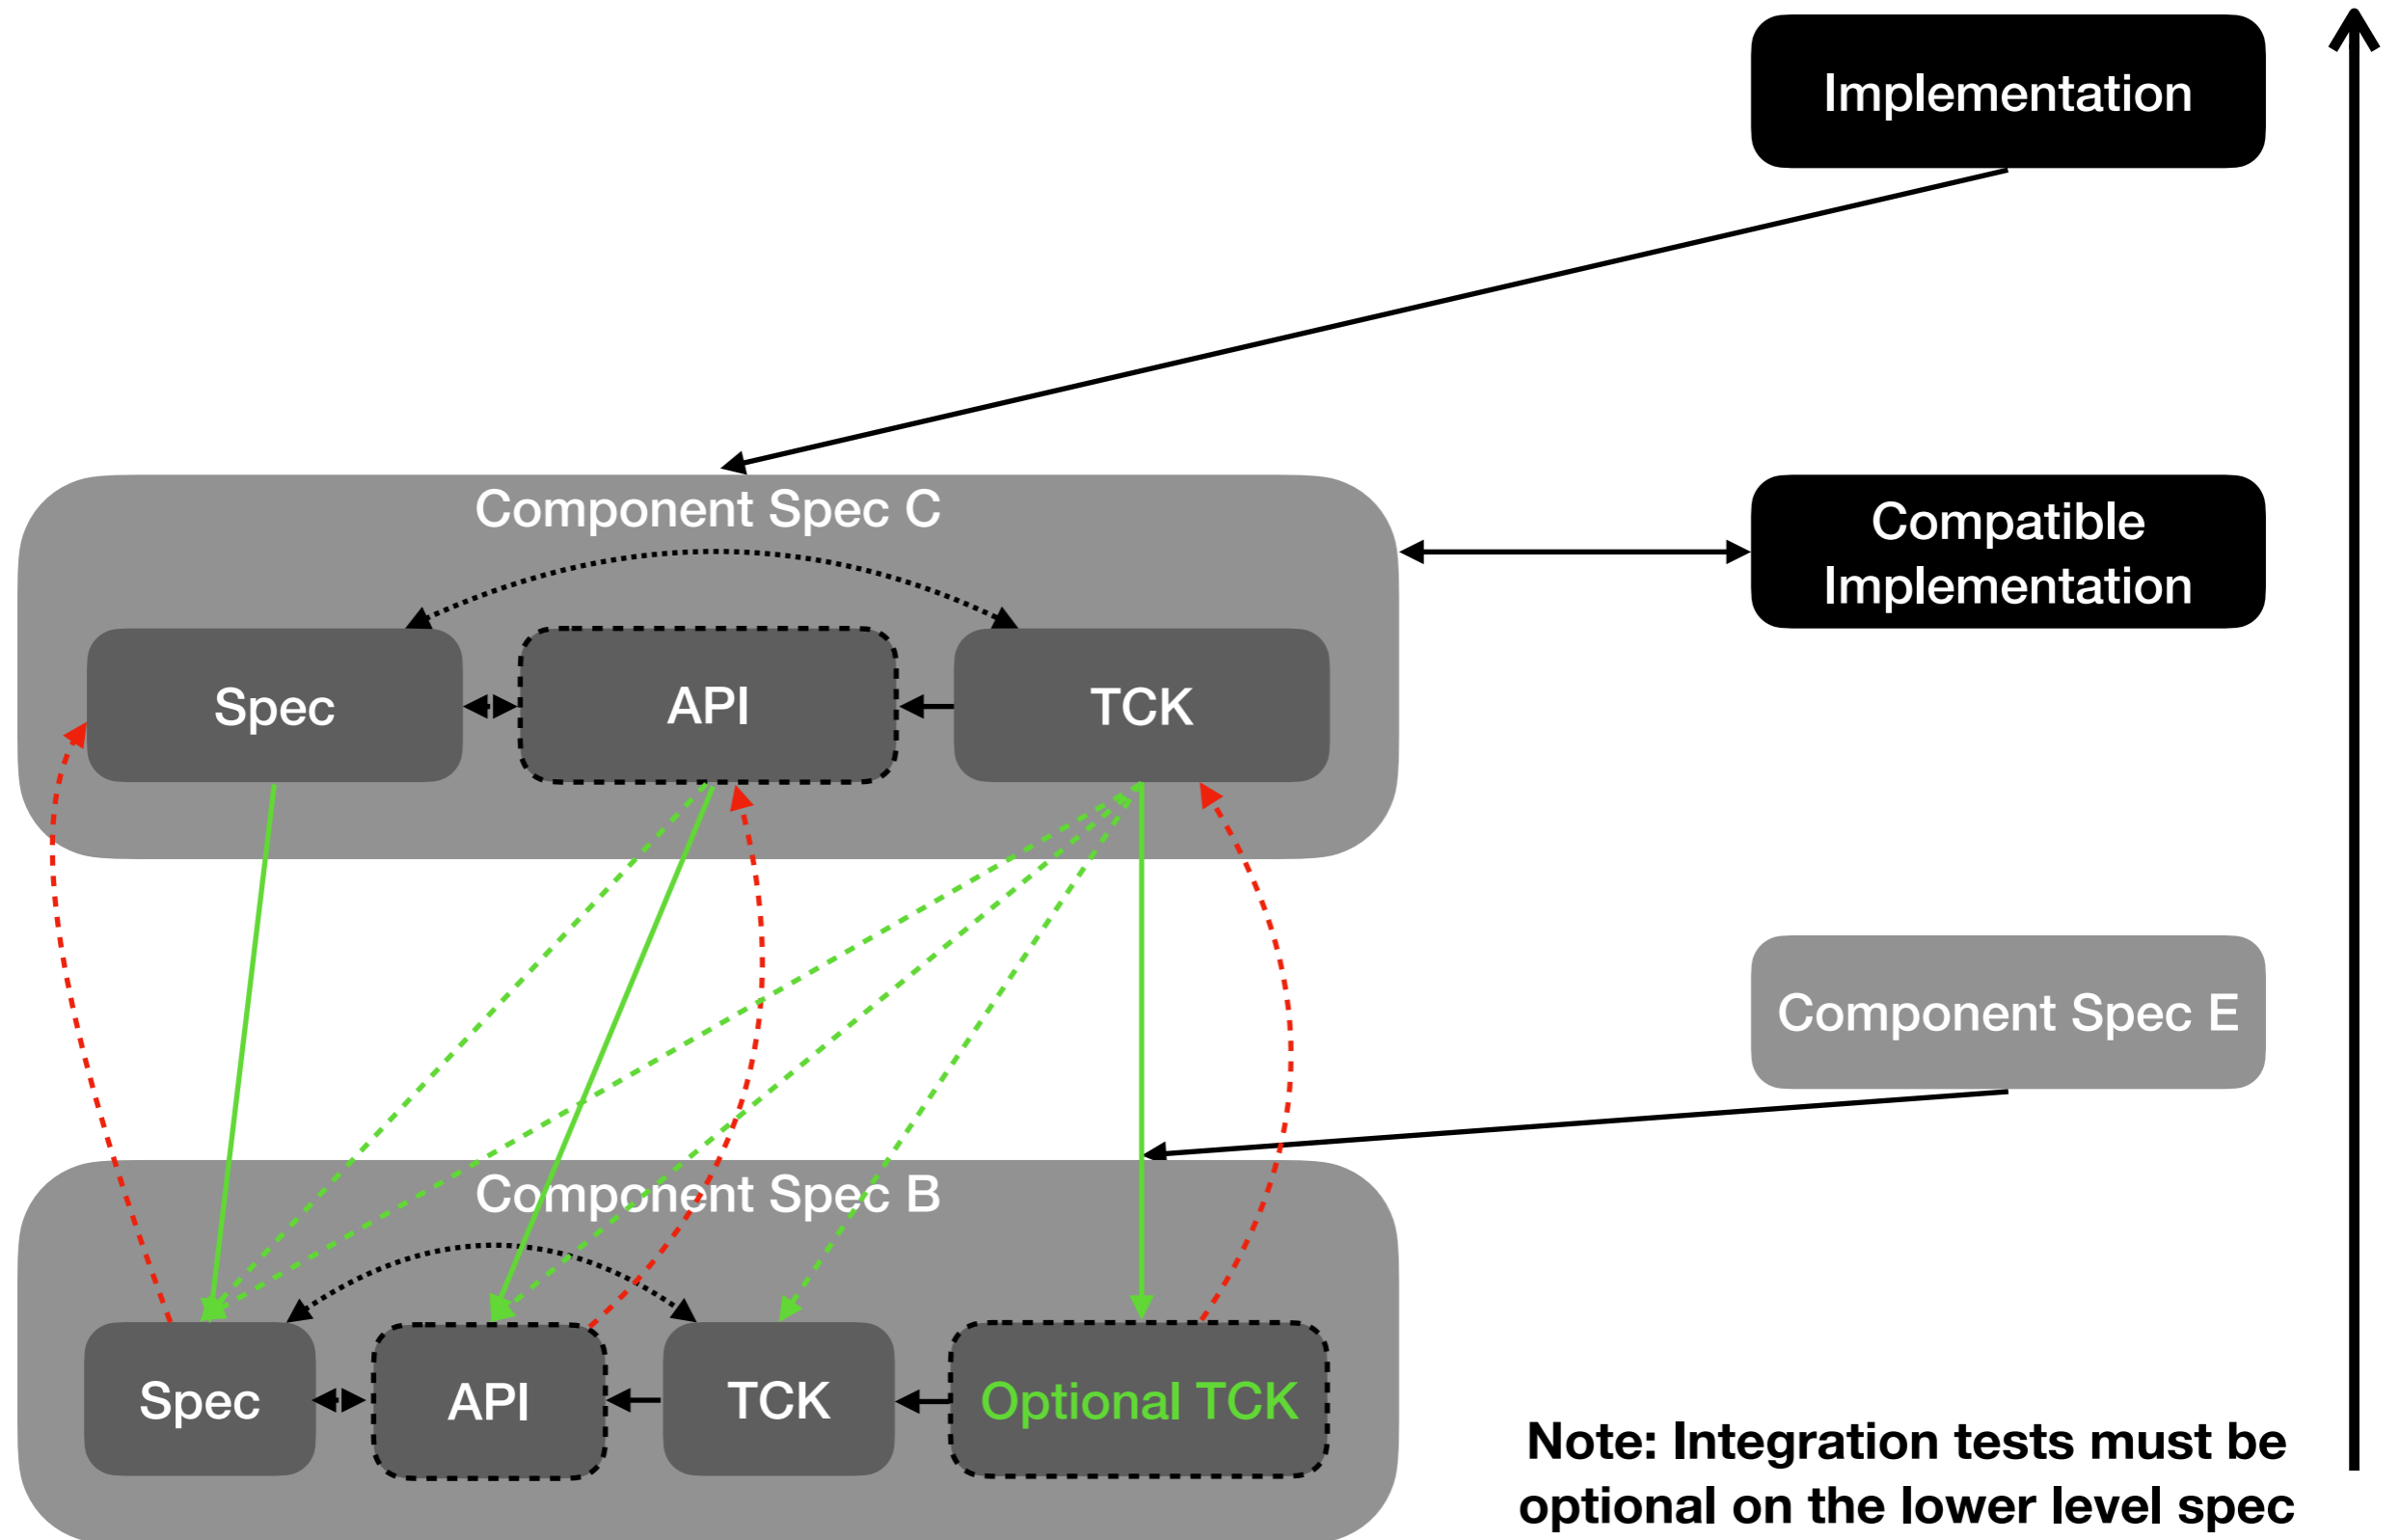 Implementation
Component Spec C
Compatible
Implementation
Spec
API
TCK
Component Spec E
Component Spec B
Spec
API
TCK
Optional TCK
Note: Integration tests must be
optional on the lower level spec